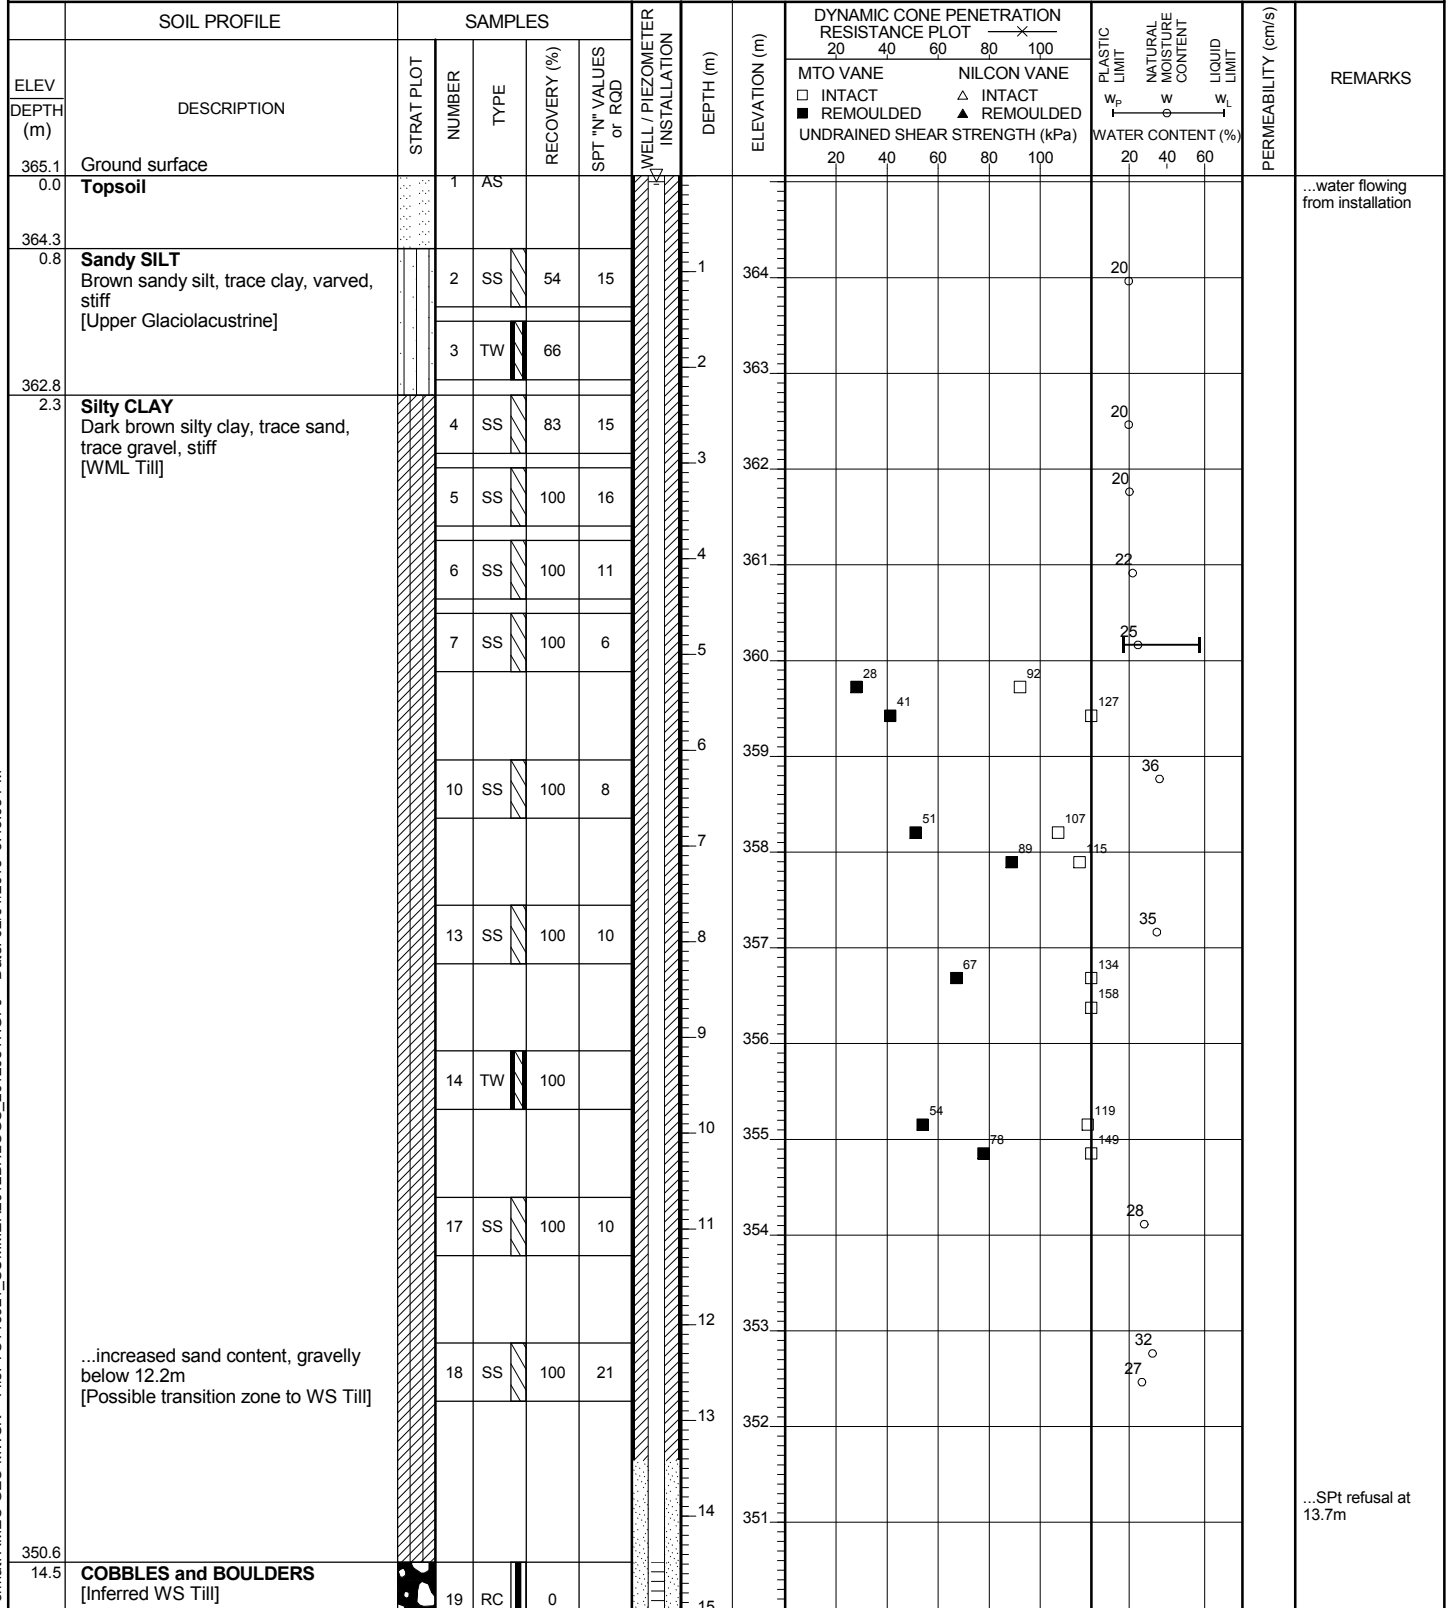 SOIL PROFILE
SAMPLES
ELEV
DEPTH
(m)
DESCRIPTION
STRAT PLOT
NUMBER
TYPE
RECOVERY (%)
SPT "N" VALUES
or RQD
WELL / PIEZOMETER
INSTALLATION
DEPTH (m)
ELEVATION (m)
DYNAMIC CONE PENETRATION
RESISTANCE PLOT
20 40 60 80 100
MTO VANE
NILCON VANE
INTACT
INTACT
REMOULDED
REMOULDED
UNDRAINED SHEAR STRENGTH (kPa)
20 40 60 80 100
PLASTIC
LIMIT
NATURAL
MOISTURE
CONTENT
LIQUID
LIMIT
WP W WL
WATER CONTENT (%)
20 40 60
PERMEABILITY (cm/s)
REMARKS
365.1 Ground surface
0.0 Topsoil
1 AS
...water flowing
from installation
364.3
0.8 Sandy SILT
Brown sandy silt, trace clay, varved,
stiff
[Upper Glaciolacustrine]
2 SS 54 15
1
364
20
3 TW 66
2
363
362.8
2.3 Silty CLAY
Dark brown silty clay, trace sand,
trace gravel, stiff
[WML Till]
4 SS 83 15
20
3
362
5 SS 100 16
20
4
361
6 SS 100 11
22
7 SS 100 6
5
25
360
28 92
41 127
6
359
10 SS 100 8
36
51 107
7
358
89 115
13 SS 100 10
8
35
357
67 134
158
9
356
14 TW 100
10
54 119
355
78 149
17 SS 100 10
11
28
354
12
353
...increased sand content, gravelly
below 12.2m
[Possible transition zone to WS Till]
18 SS 100 21
32
27
13
352
14
351
...SPt refusal at
13.7m
350.6
14.5 COBBLES and BOULDERS
[Inferred WS Till]
19 RC 0
15